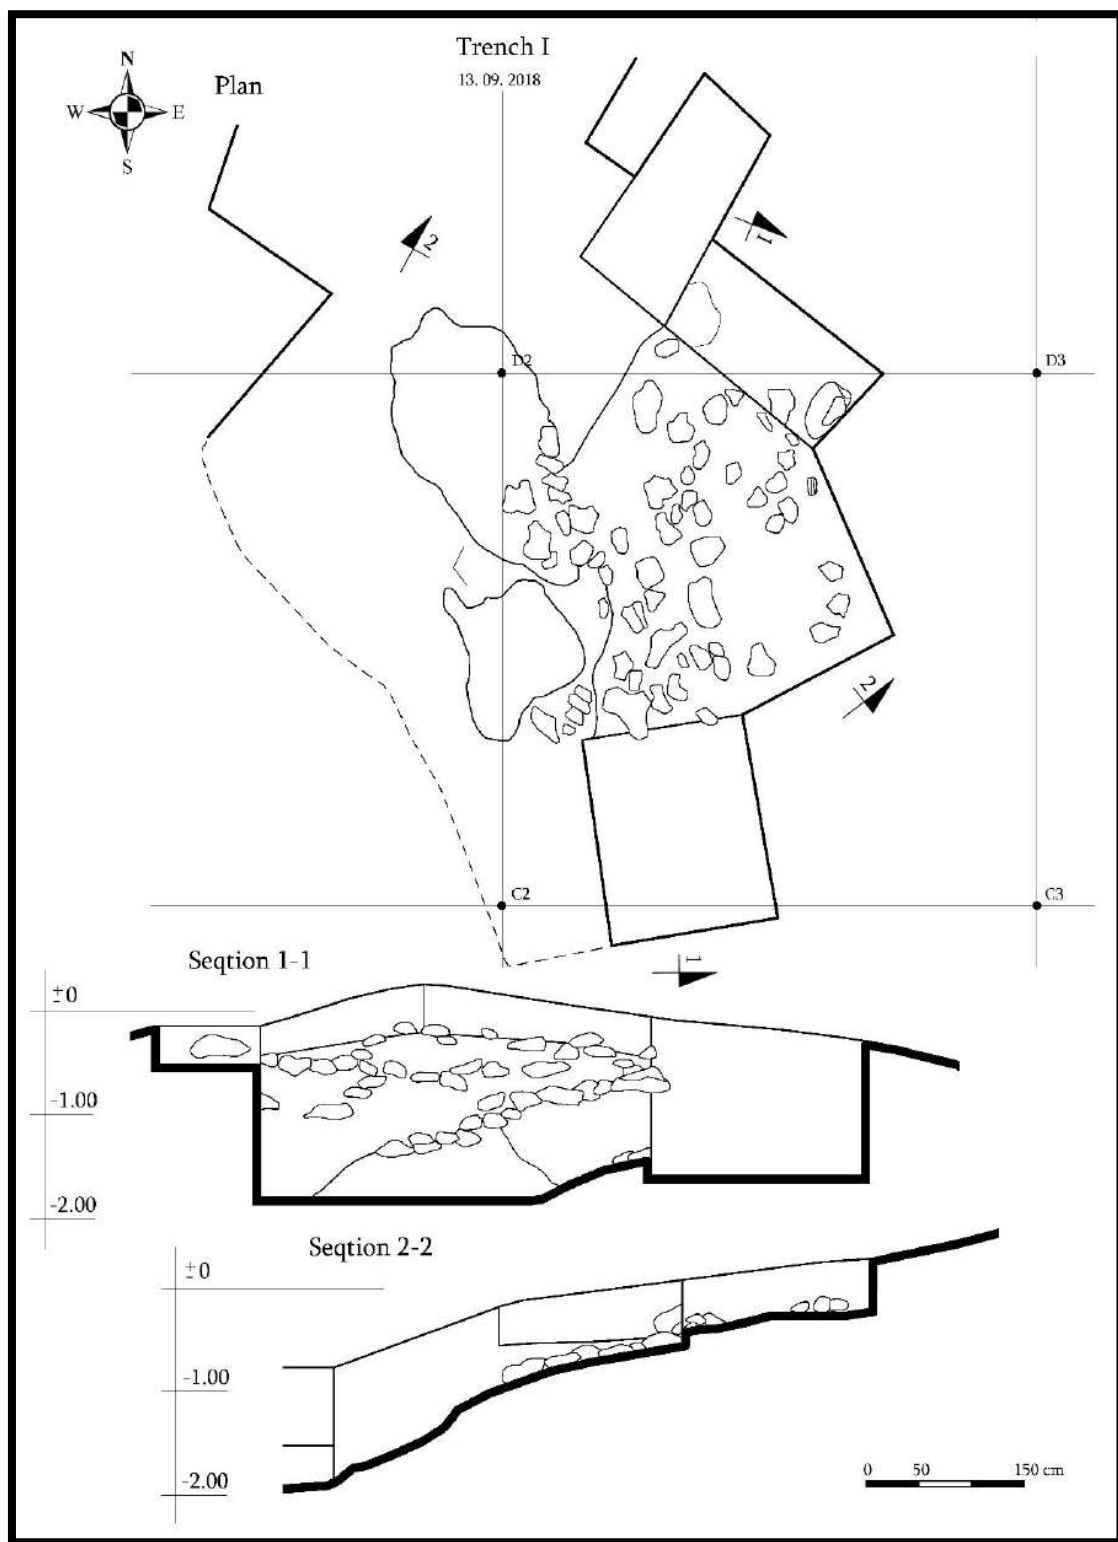 Trench I
13. 09. 2018
Plan
N
W E
S
2
1
D2
D3
2
C2
C3
1
Seqtion 1-1
±0
-1.00
-2.00
Seqtion 2-2
±0
-1.00
-2.00
0 50 150 cm